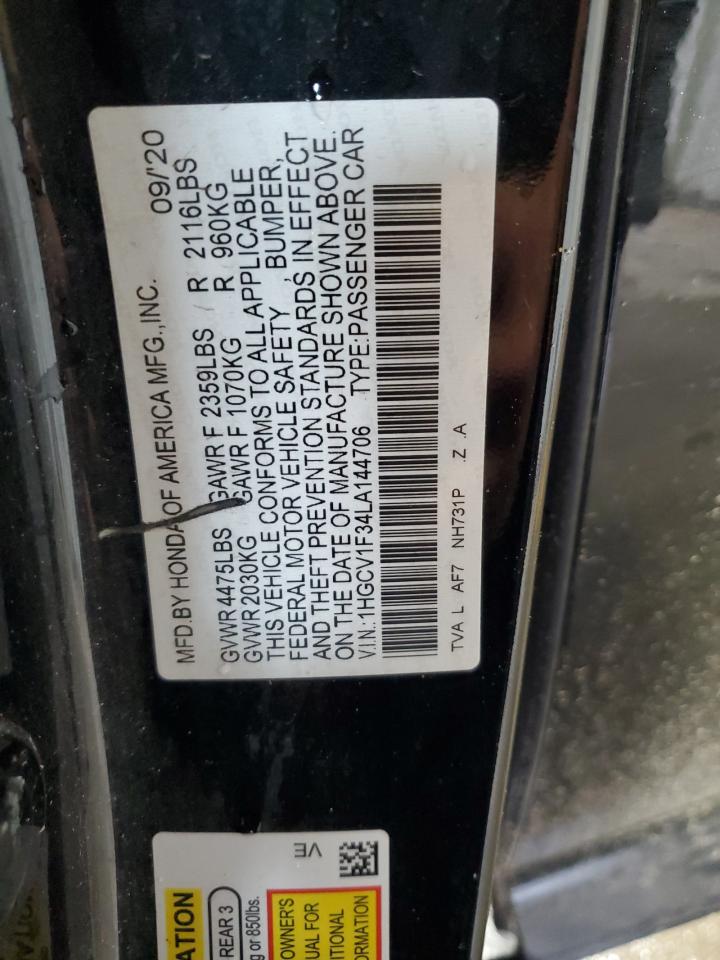 MFD.BY HONDA OF AMERICA MFG.,INC. 09/'20
GVWR 4475LBS GAWR F 2359LBS / R 2116LBS
GVWR 2030KG GAWR F 1070KG R 960KG
THIS VEHICLE CONFORMS TO ALL APPLICABLE
FEDERAL MOTOR VEHICLE SAFETY , BUMPER,
AND THEFT PREVENTION STANDARDS IN EFFECT
ON THE DATE OF MANUFACTURE SHOWN ABOVE.
V.I.N.: 1HGCV1F34LA144706 TYPE:PASSENGER CAR
TVA L AF7 NH731P .Z .A
VE
ATION
REAR 3
g or 850lbs.
OWNER'S
UAL FOR
ITIONAL
ORMATION